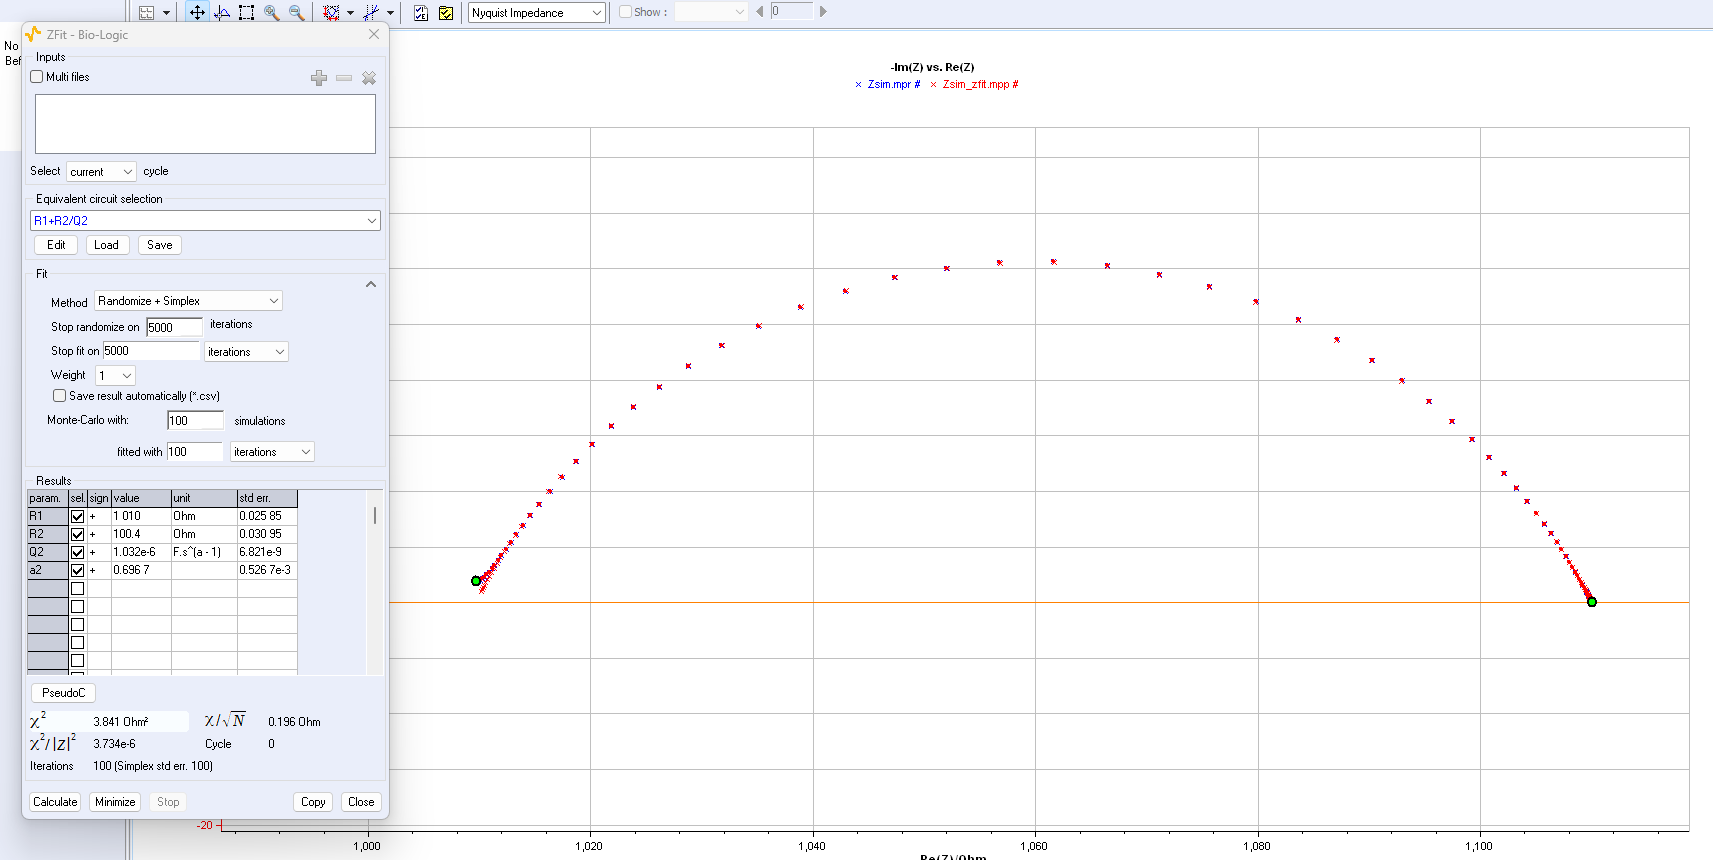 Nyquist Impedance
Show :
0
No
Bef
ZFit - Bio-Logic
Inputs
Multi files
Select current cycle
Equivalent circuit selection
R1+R2/Q2
Edit Load Save
Fit
Method Randomize + Simplex
Stop randomize on 5000 iterations
Stop fit on 5000 iterations
Weight 1
Save result automatically (*.csv)
Monte-Carlo with: 100 simulations
fitted with 100 iterations
Results
param. sel. sign value unit std err.
R1 + 1 010 Ohm 0.025 85
R2 + 100.4 Ohm 0.030 95
Q2 + 1.032e-6 F.s^(a - 1) 6.821e-9
a2 + 0.696 7 0.526 7e-3
PseudoC
χ² 3.841 Ohm² χ/√N 0.196 Ohm
χ²/|Z|² 3.734e-6 Cycle 0
Iterations 100 (Simplex std err. 100)
Calculate Minimize Stop Copy Close
-Im(Z) vs. Re(Z)
Zsim.mpr # Zsim_zfit.mpp #
-20
1,000 1,020 1,040 1,060 1,080 1,100
Re(Z)/Ohm